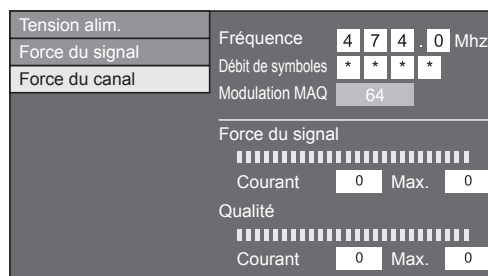 Tension alim.
Force du signal
Force du canal
Fréquence 4 7 4 . 0 Mhz
Débit de symboles * * * *
Modulation MAQ 64
Force du signal
Courant 0 Max. 0
Qualité
Courant 0 Max. 0